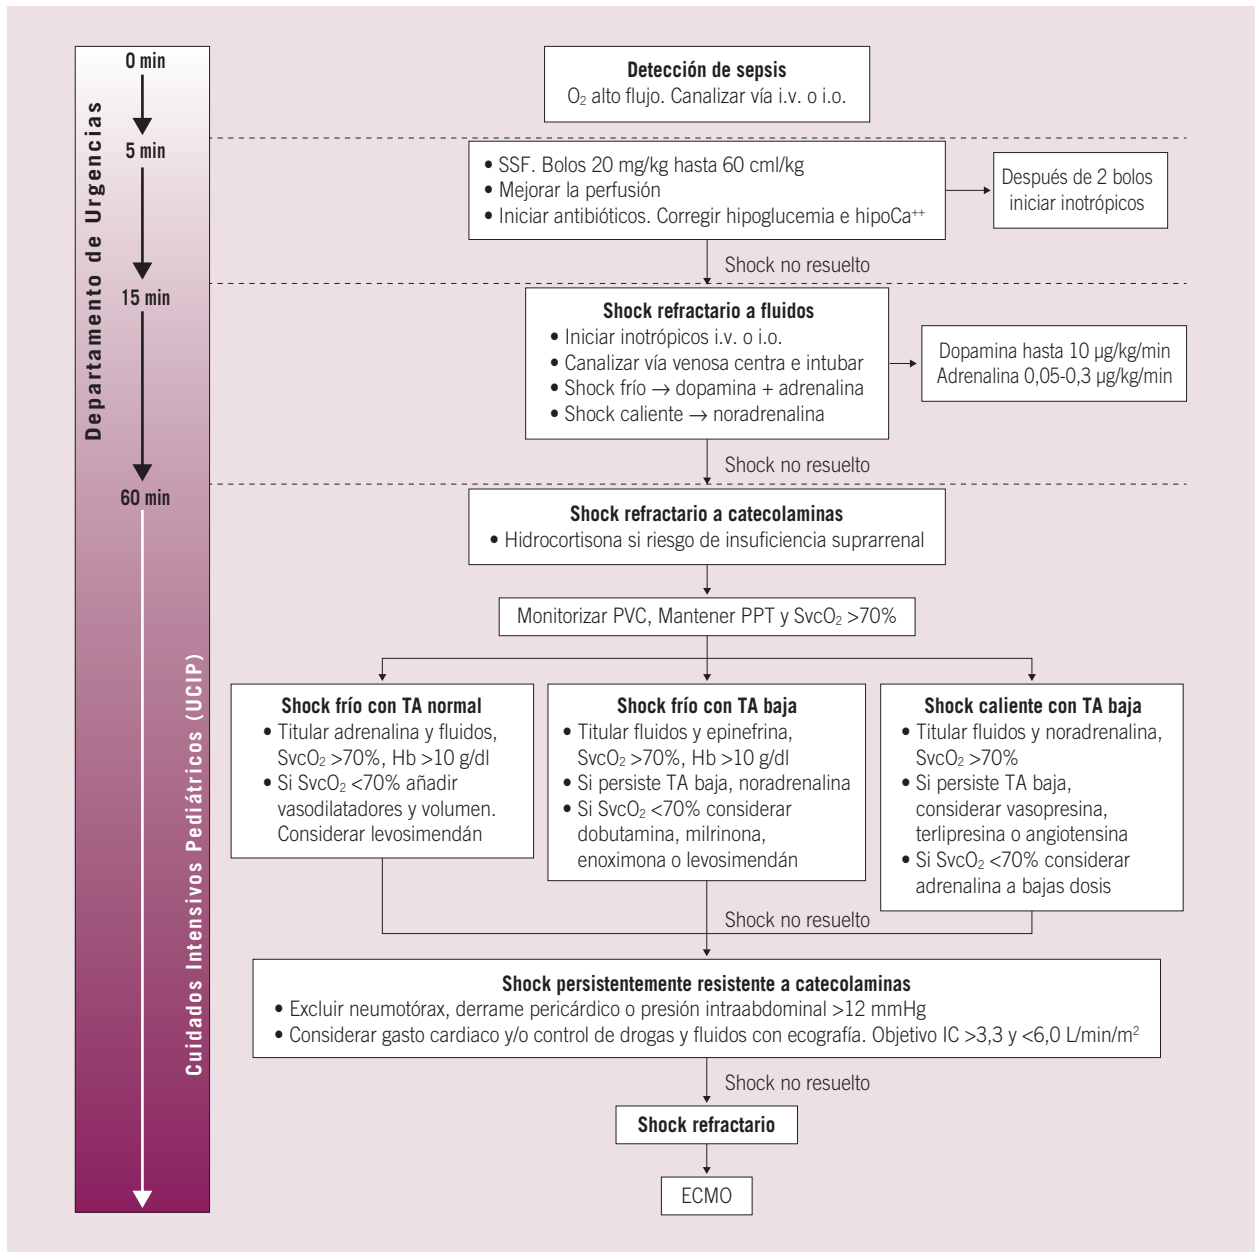 0 min
Departamento de Urgencias
5 min
15 min
60 min
Cuidados Intensivos Pediátricos (UCIP)
Detección de sepsis
O₂ alto flujo. Canalizar vía i.v. o i.o.
• SSF. Bolos 20 mg/kg hasta 60 cml/kg
• Mejorar la perfusión
• Iniciar antibióticos. Corregir hipoglucemia e hipoCa⁺⁺
Después de 2 bolos
iniciar inotrópicos
Shock no resuelto
Shock refractario a fluidos
• Iniciar inotrópicos i.v. o i.o.
• Canalizar vía venosa centra e intubar
• Shock frío → dopamina + adrenalina
• Shock caliente → noradrenalina
Dopamina hasta 10 µg/kg/min
Adrenalina 0,05-0,3 µg/kg/min
Shock no resuelto
Shock refractario a catecolaminas
• Hidrocortisona si riesgo de insuficiencia suprarrenal
Monitorizar PVC, Mantener PPT y SvcO₂ >70%
Shock frío con TA normal
• Titular adrenalina y fluidos,
SvcO₂ >70%, Hb >10 g/dl
• Si SvcO₂ <70% añadir
vasodilatadores y volumen.
Considerar levosimendán
Shock frío con TA baja
• Titular fluidos y epinefrina,
SvcO₂ >70%, Hb >10 g/dl
• Si persiste TA baja, noradrenalina
• Si SvcO₂ <70% considerar
dobutamina, milrinona,
enoximona o levosimendán
Shock caliente con TA baja
• Titular fluidos y noradrenalina,
SvcO₂ >70%
• Si persiste TA baja,
considerar vasopresina,
terlipresina o angiotensina
• Si SvcO₂ <70% considerar
adrenalina a bajas dosis
Shock no resuelto
Shock persistentemente resistente a catecolaminas
• Excluir neumotórax, derrame pericárdico o presión intraabdominal >12 mmHg
• Considerar gasto cardiaco y/o control de drogas y fluidos con ecografía. Objetivo IC >3,3 y <6,0 L/min/m²
Shock no resuelto
Shock refractario
ECMO